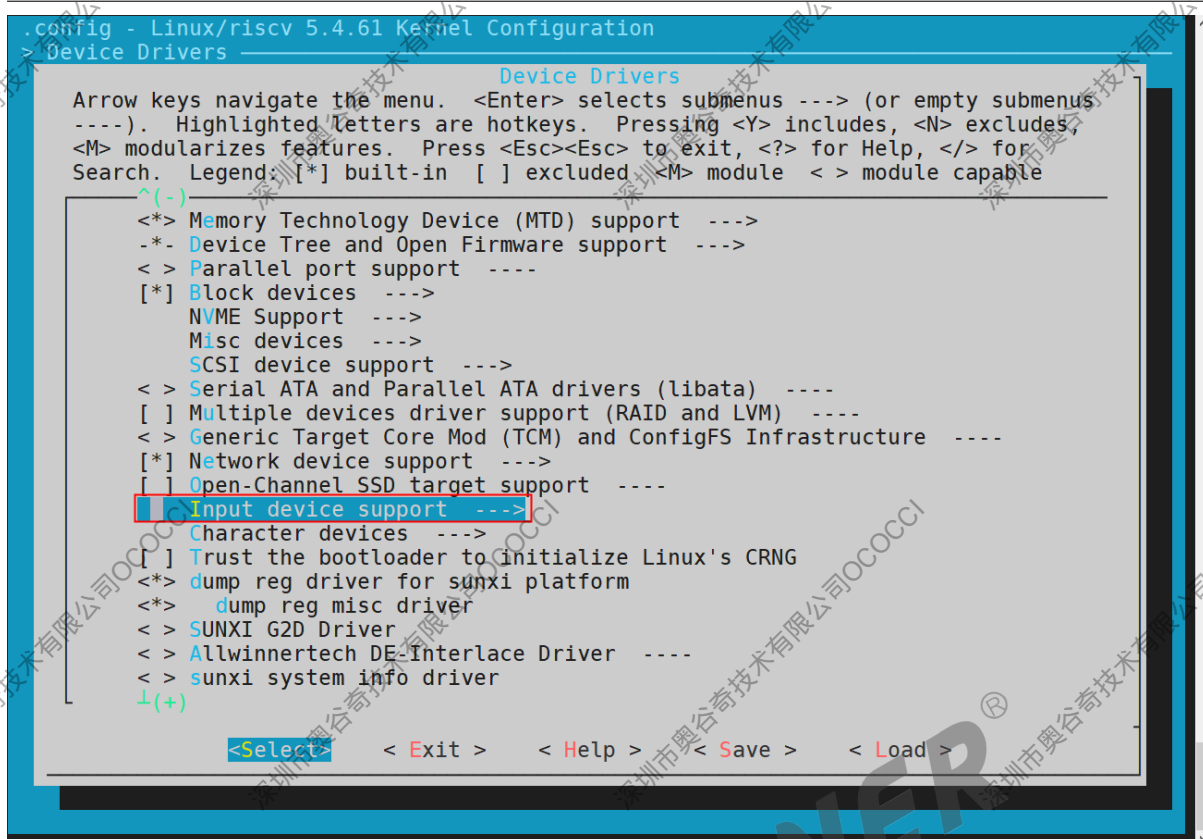 .config - Linux/riscv 5.4.61 Kernel Configuration
> Device Drivers
Device Drivers
Arrow keys navigate the menu.  <Enter> selects submenus ---> (or empty submenus
----).  Highlighted letters are hotkeys.  Pressing <Y> includes, <N> excludes,
<M> modularizes features.  Press <Esc><Esc> to exit, <?> for Help, </> for
Search.  Legend: [*] built-in  [ ] excluded  <M> module  < > module capable
^(-)
<*> Memory Technology Device (MTD) support  --->
-*- Device Tree and Open Firmware support  --->
< > Parallel port support  ----
[*] Block devices  --->
NVME Support  --->
Misc devices  --->
SCSI device support  --->
< > Serial ATA and Parallel ATA drivers (libata)  ----
[ ] Multiple devices driver support (RAID and LVM)  ----
< > Generic Target Core Mod (TCM) and ConfigFS Infrastructure  ----
[*] Network device support  --->
[ ] Open-Channel SSD target support  ----
Input device support  --->
Character devices  --->
[ ] Trust the bootloader to initialize Linux's CRNG
<*> dump reg driver for sunxi platform
<*>   dump reg misc driver
< > SUNXI G2D Driver
< > Allwinnertech DE-Interlace Driver  ----
< > sunxi system info driver
┴(+)
<Select>    < Exit >    < Help >    < Save >    < Load >
深圳市奥谷奇技术有限公司OCOCCI
NER®